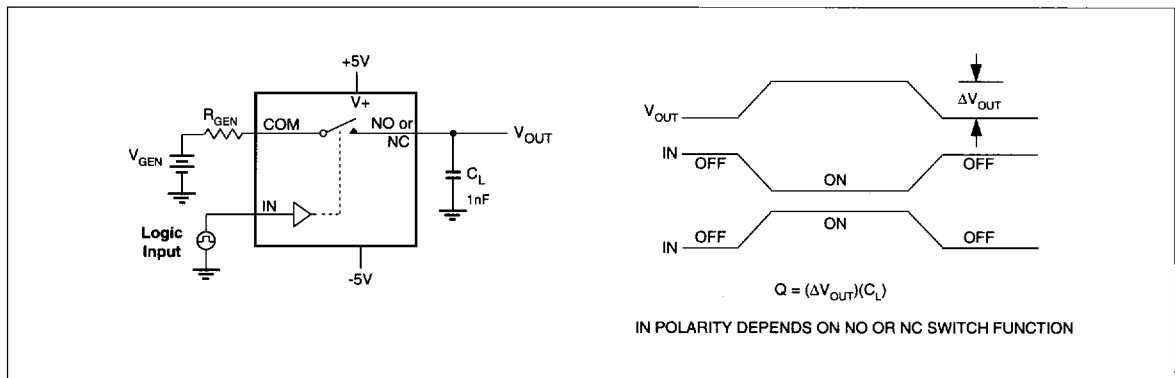 +5V
V+
R_GEN
COM
NO or
NC
V_OUT
V_GEN
C_L
1nF
IN
Logic
Input
-5V
ΔV_OUT
V_OUT
IN
OFF
ON
OFF
IN
OFF
ON
OFF
Q = (ΔV_OUT)(C_L)
IN POLARITY DEPENDS ON NO OR NC SWITCH FUNCTION